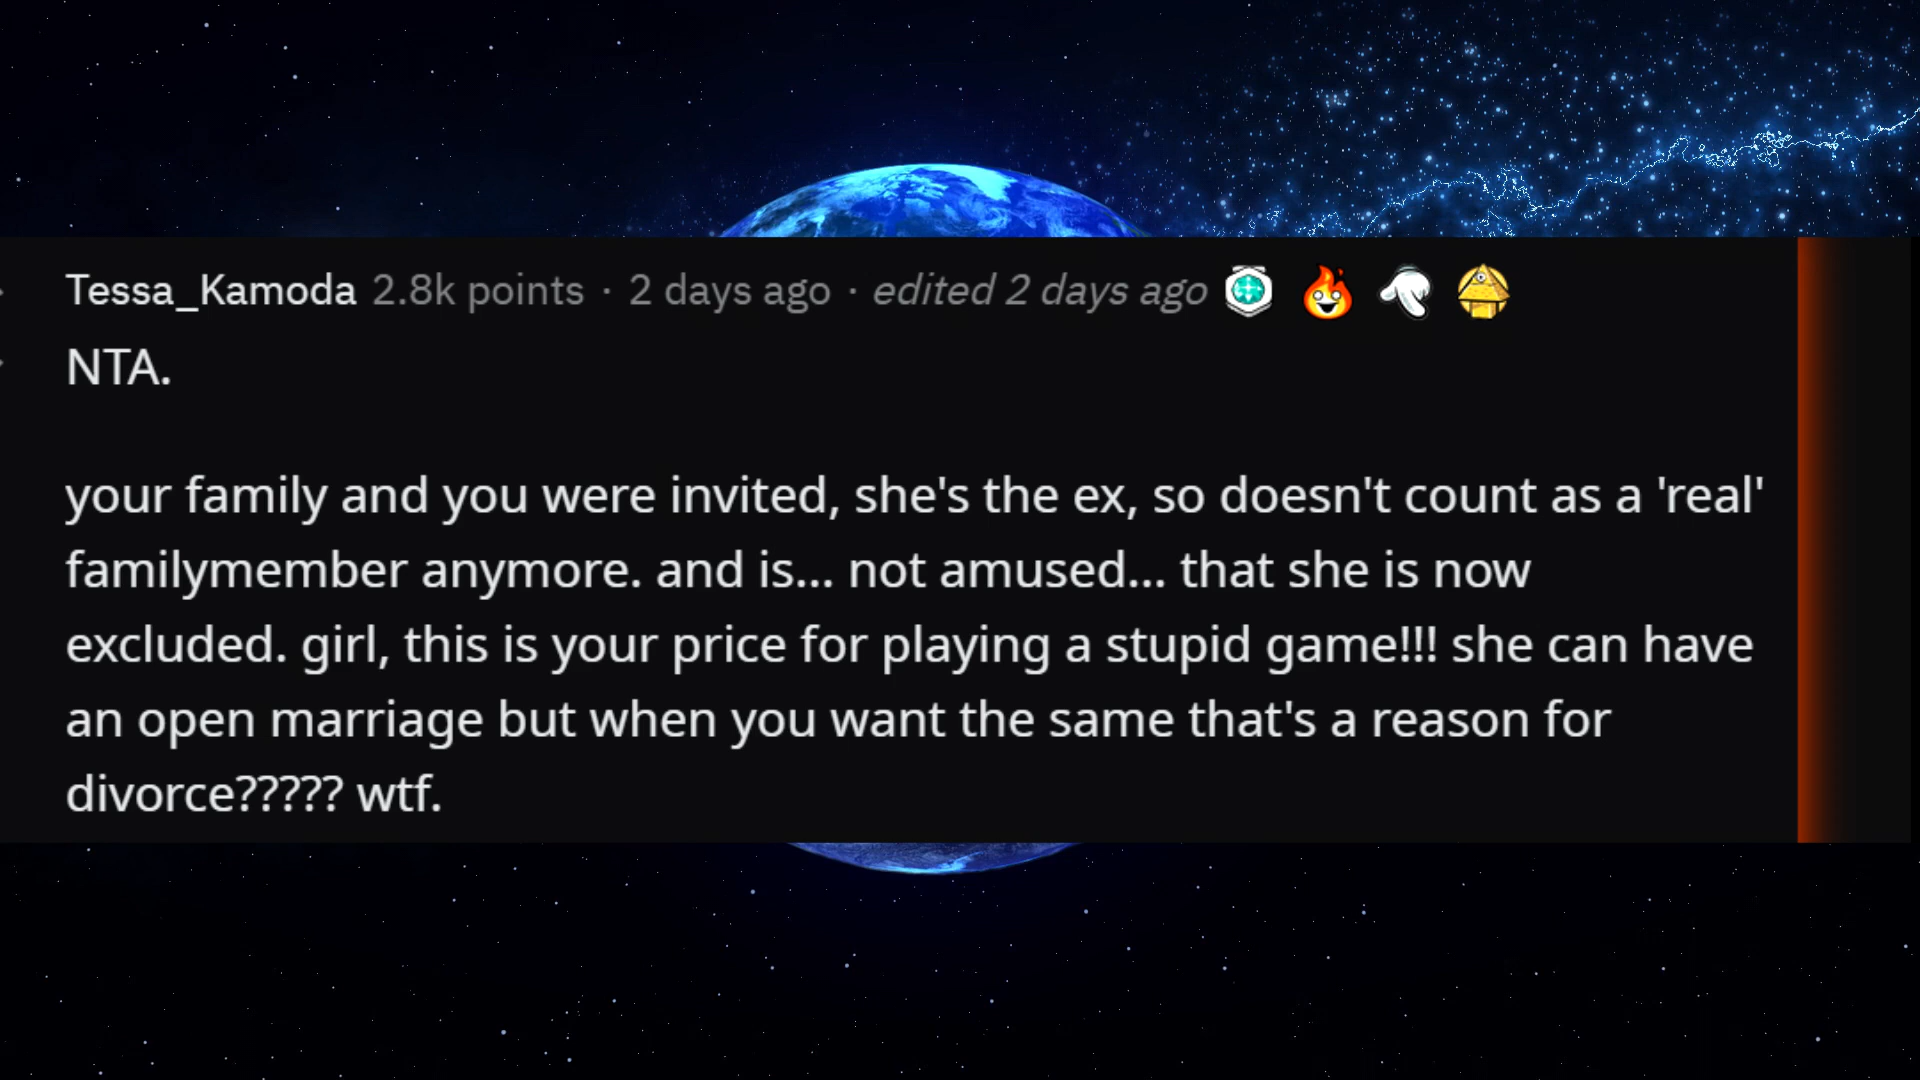 Tessa_Kamoda 2.8k points · 2 days ago · edited 2 days ago
NTA.
your family and you were invited, she's the ex, so doesn't count as a 'real'
familymember anymore. and is... not amused... that she is now
excluded. girl, this is your price for playing a stupid game!!! she can have
an open marriage but when you want the same that's a reason for
divorce????? wtf.